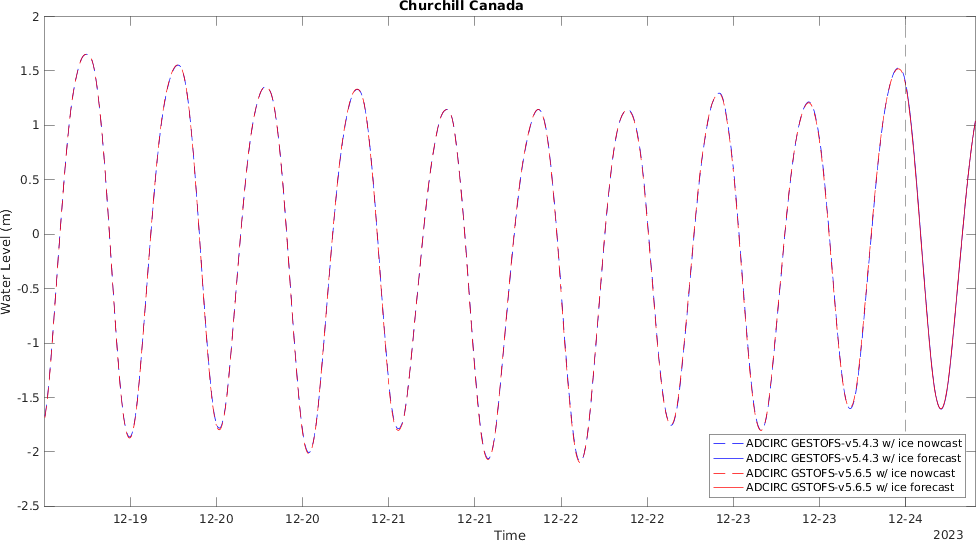 Churchill Canada
2
1.5
1
0.5
0
-0.5
-1
-1.5
-2
-2.5
Water Level (m)
ADCIRC GESTOFS-v5.4.3 w/ ice nowcast
ADCIRC GESTOFS-v5.4.3 w/ ice forecast
ADCIRC GSTOFS-v5.6.5 w/ ice nowcast
ADCIRC GSTOFS-v5.6.5 w/ ice forecast
12-19 12-20 12-20 12-21 12-21 12-22 12-22 12-23 12-23 12-24
Time
2023